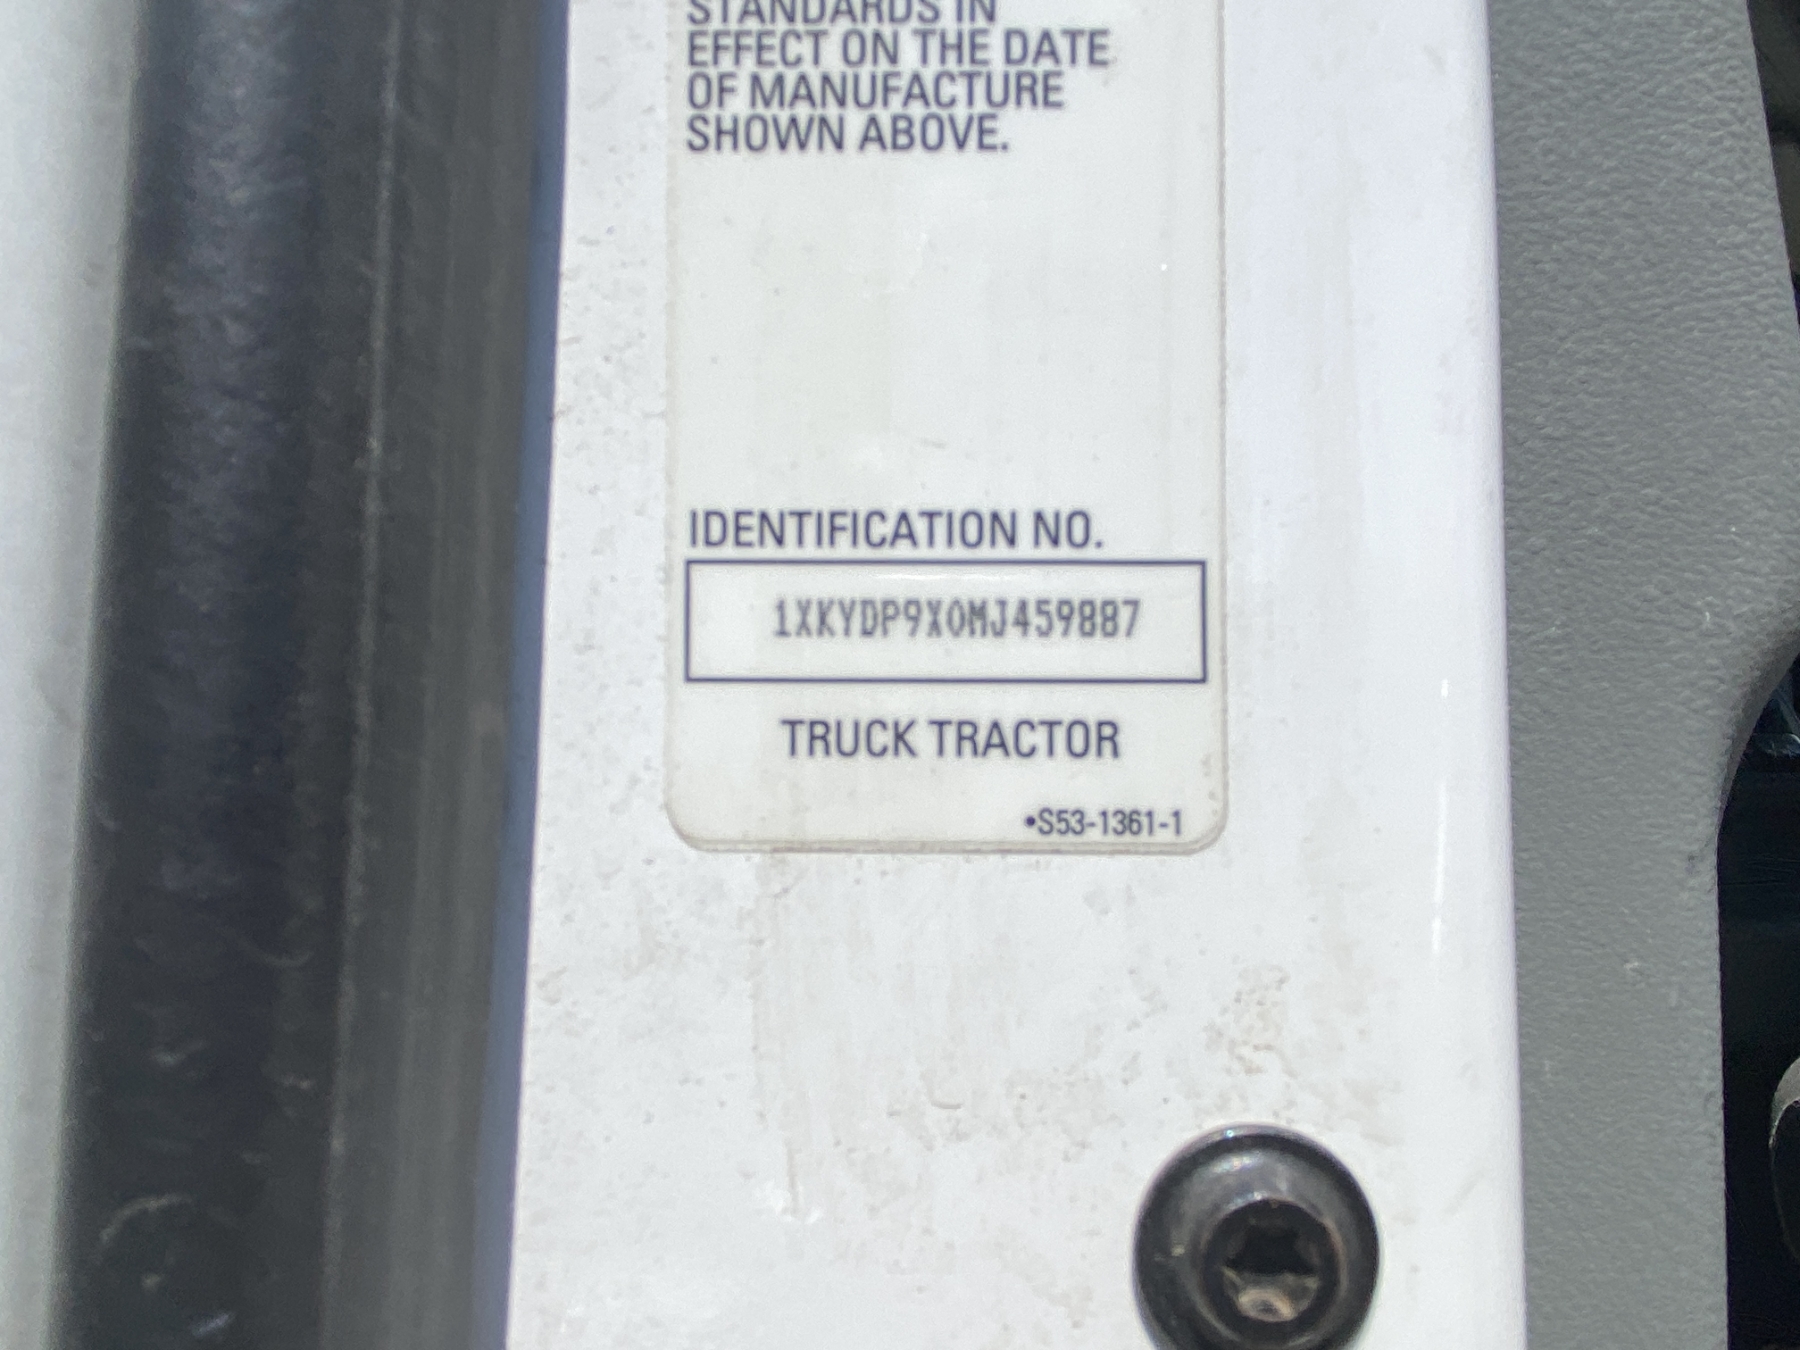 STANDARDS IN
EFFECT ON THE DATE
OF MANUFACTURE
SHOWN ABOVE.
IDENTIFICATION NO.
1XKYDP9X0MJ459887
TRUCK TRACTOR
•S53-1361-1